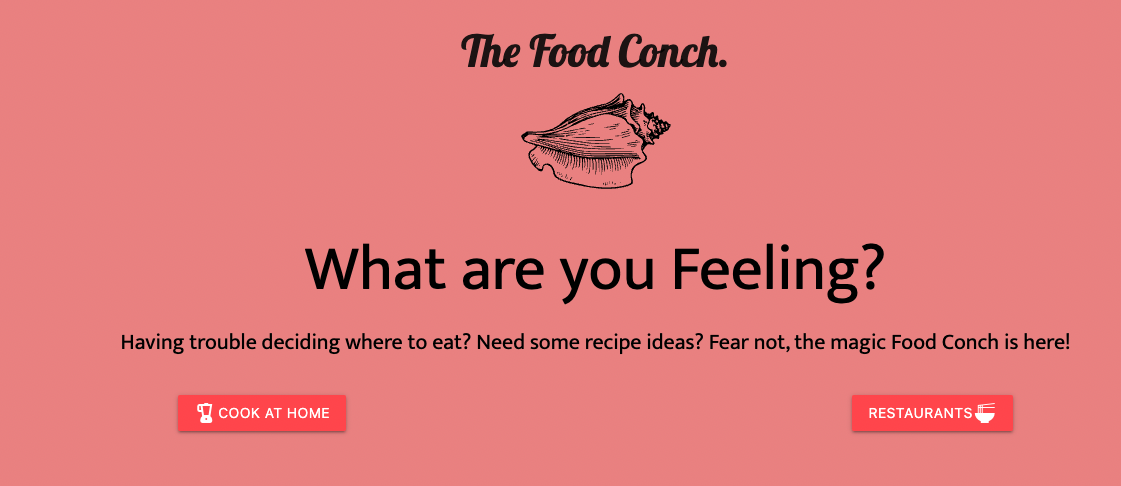 The Food Conch.
What are you Feeling?
Having trouble deciding where to eat? Need some recipe ideas? Fear not, the magic Food Conch is here!
COOK AT HOME
RESTAURANTS